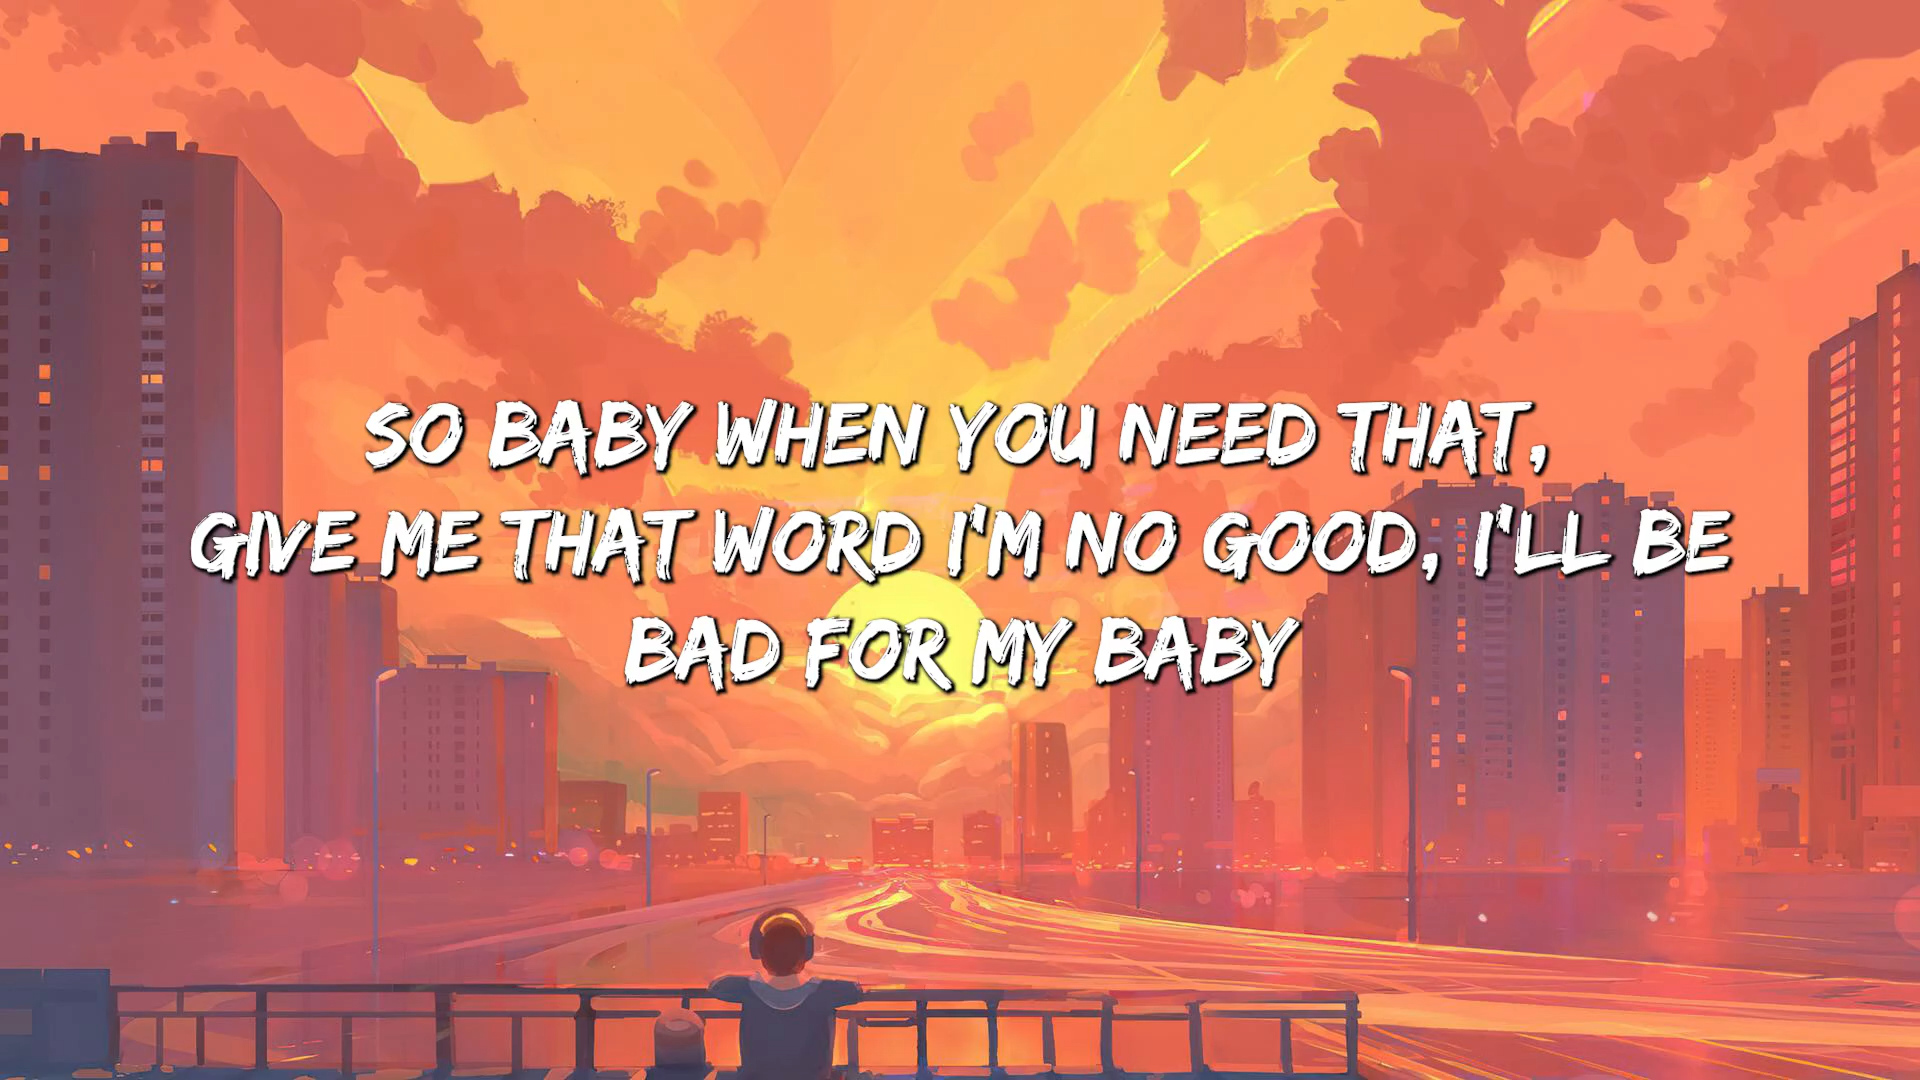 SO BABY WHEN YOU NEED THAT,
GIVE ME THAT WORD I'M NO GOOD, I'LL BE
BAD FOR MY BABY